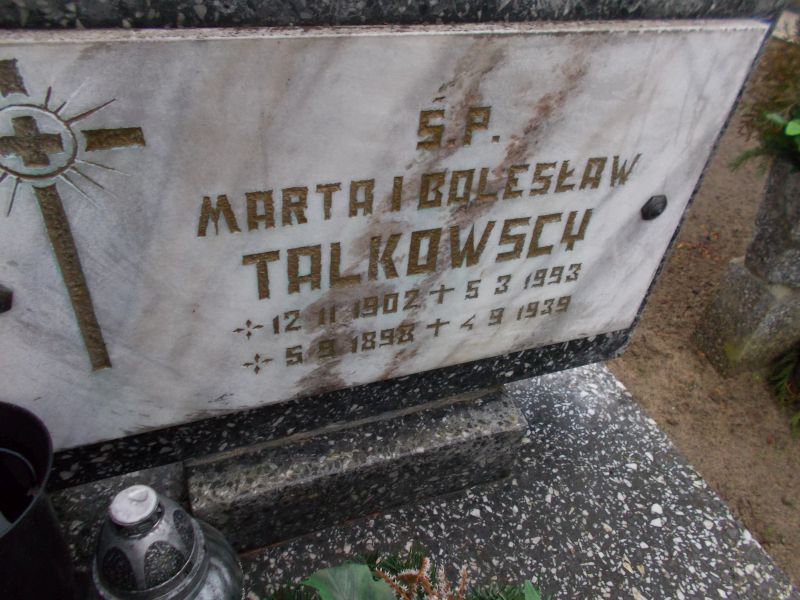 Ś.P.
MARTA I BOLESŁAW
TALKOWSCY
12 11 1902 + 5 3 1993
5 9 1898 + 4 9 1939